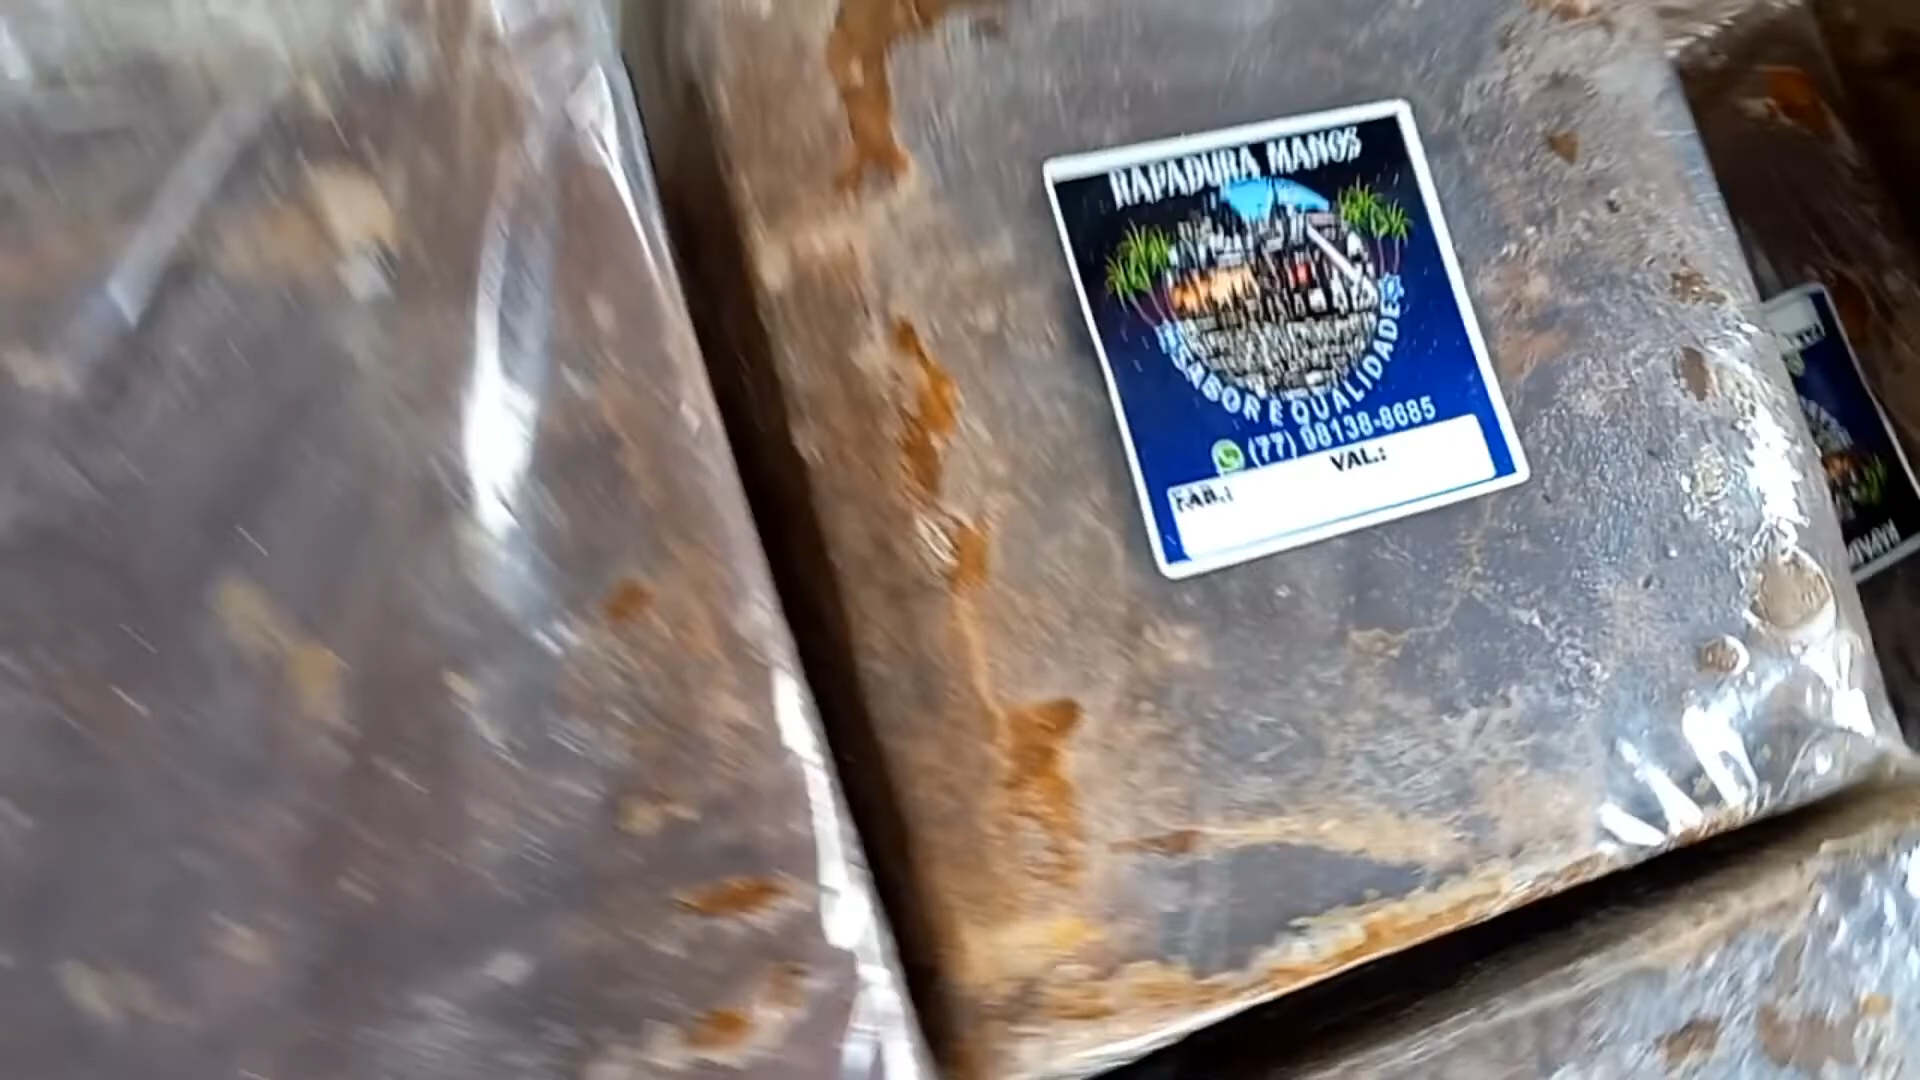 RAPADURA MANOS
SABOR E QUALIDADE
(77) 98138-8685
VAL.:
FAB.: